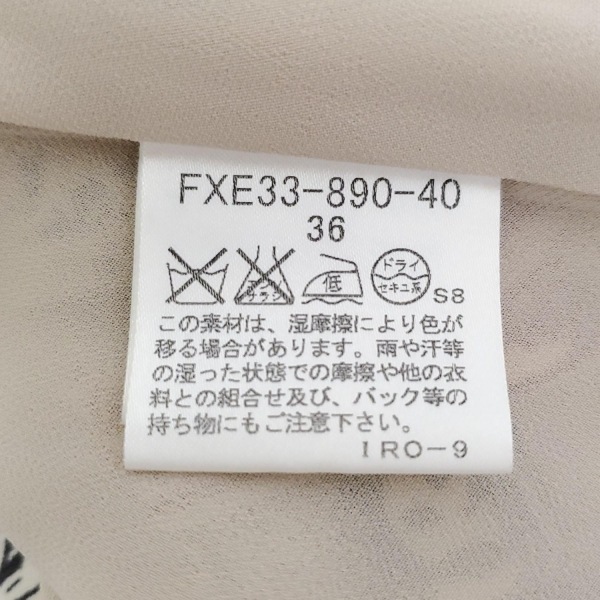 FXE33-890-40
36
低 ドライ セキユ系 S8
この素材は、湿摩擦により色が
移る場合があります。雨や汗等
の湿った状態での摩擦や他の衣
料との組合せ及び、バック等の
持ち物にもご注意下さい。
IRO-9